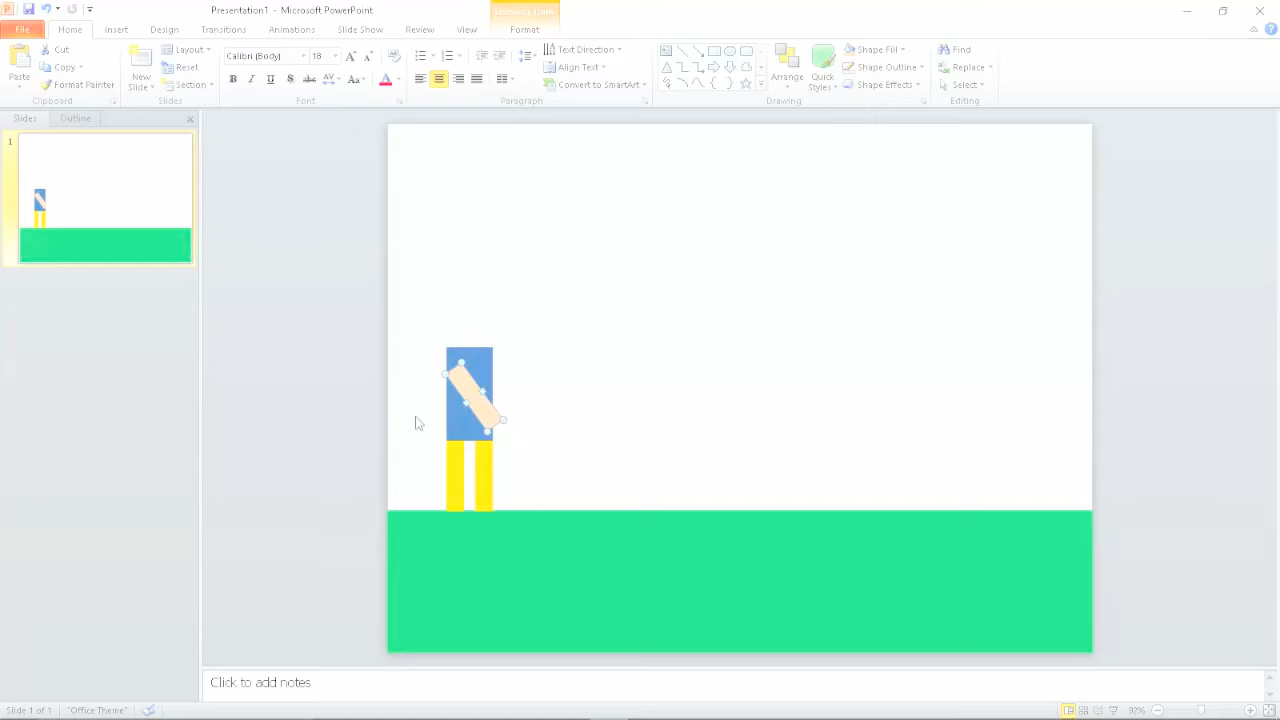 Presentation1 - Microsoft PowerPoint
Drawing Tools
File Home Insert Design Transitions Animations Slide Show Review View Format
Paste
Cut
Copy
Format Painter
Clipboard
New
Slide
Layout
Reset
Section
Slides
Calibri (Body) 18
B I U S abc AV Aa A
Font
Text Direction
Align Text
Convert to SmartArt
Paragraph
Arrange
Quick
Styles
Shape Fill
Shape Outline
Shape Effects
Drawing
Find
Replace
Select
Editing
Slides Outline
1
Click to add notes
Slide 1 of 1 "Office Theme" 92%